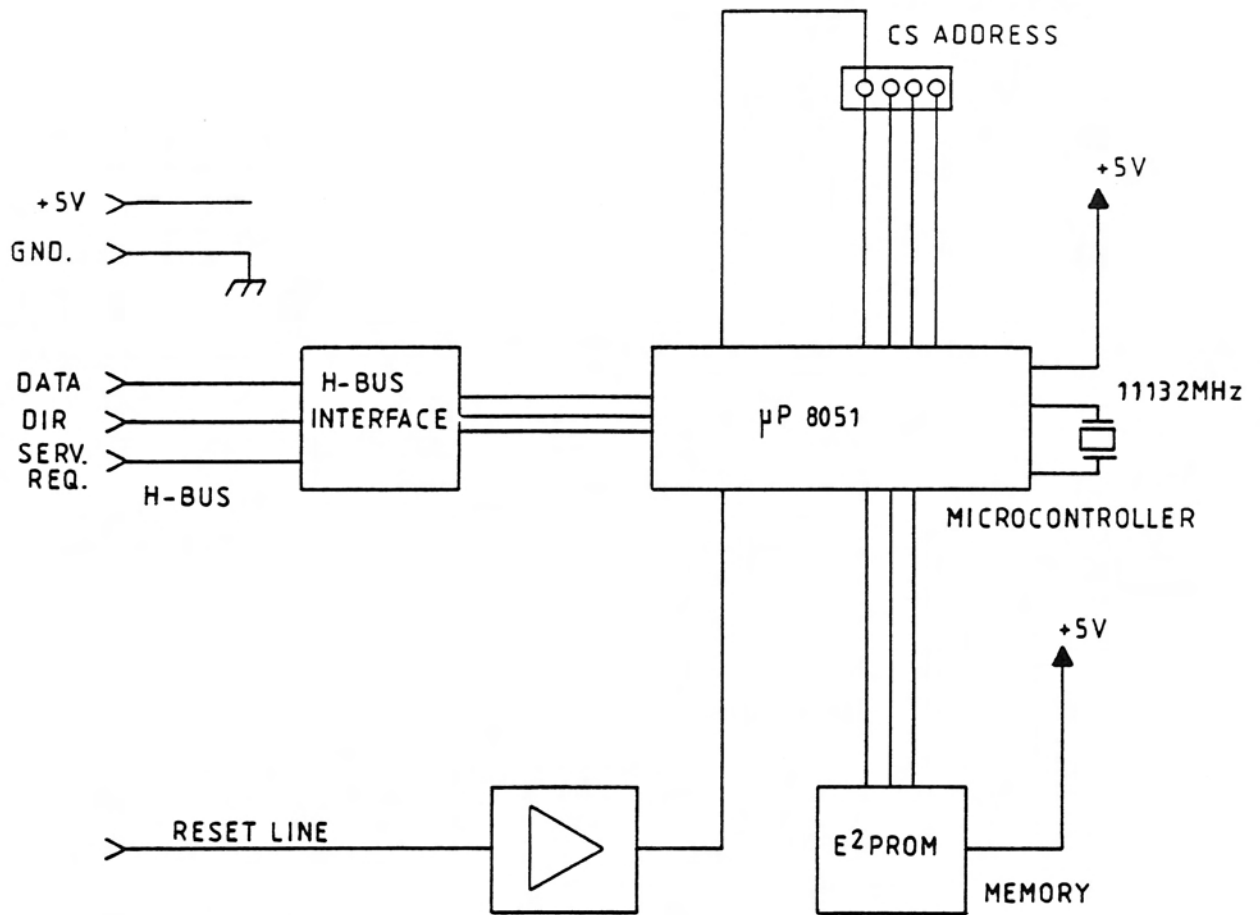 CS ADDRESS
+5V
+5V
GND.
DATA
DIR
SERV.
REQ.
H-BUS
H-BUS
INTERFACE
µP 8051
11132MHz
MICROCONTROLLER
+5V
RESET LINE
E²PROM
MEMORY